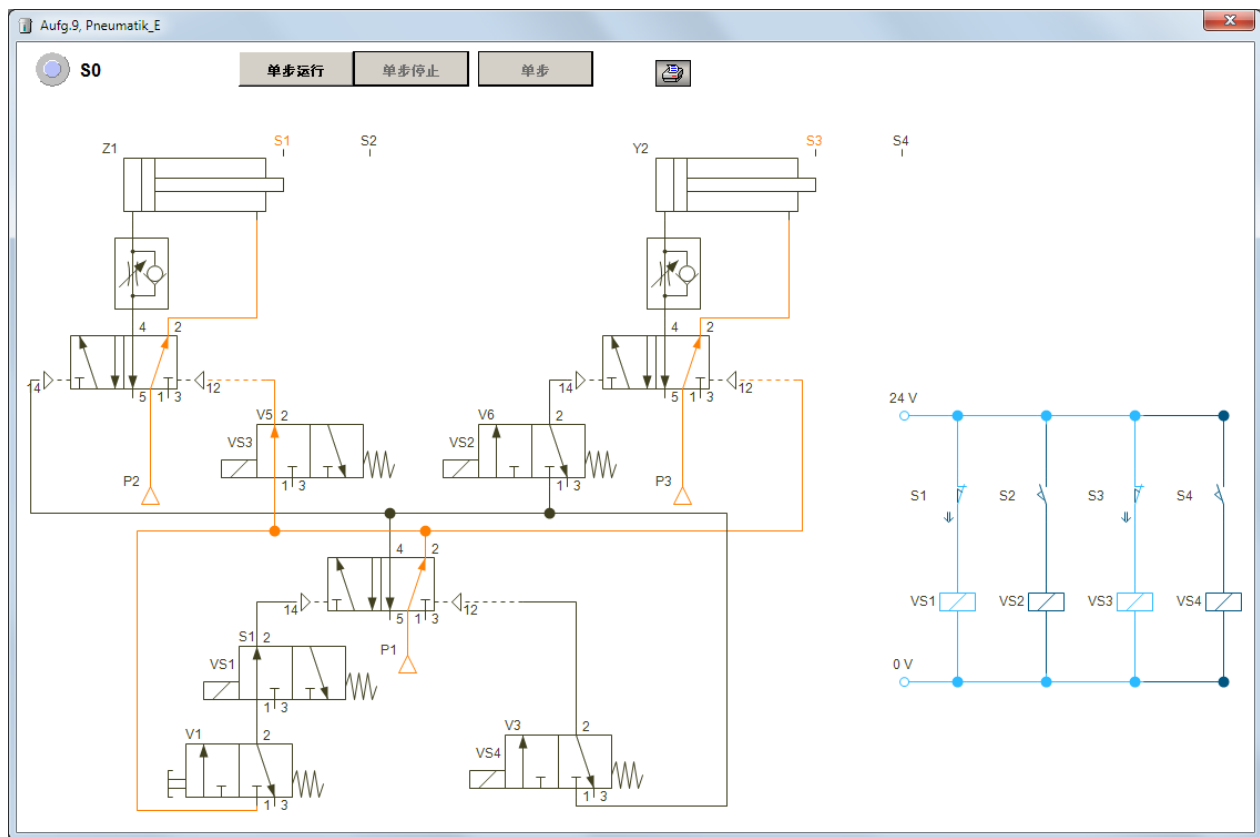 Aufg.9, Pneumatik_E
S0 单步运行 单步停止 单步
S1 S2 S3 S4
Z1 Y2
4 2 4 2
14 12 14 12
5 1 3 5 1 3
V5 2 V6 2
VS3 VS2
P2 1 3 1 3 P3
4 2
14 12
5 1 3
S1 2 P1
VS1
1 3
V1 2 V3 2
VS4
1 3 1 3
24 V
S1 S2 S3 S4
VS1 VS2 VS3 VS4
0 V